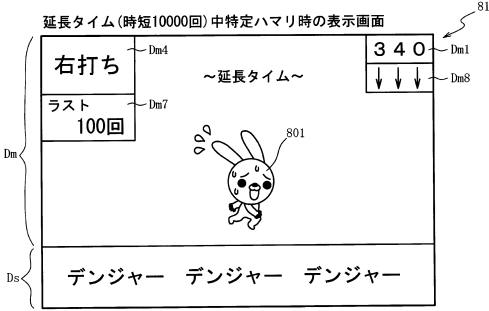 延長タイム(時短10000回)中特定ハマリ時の表示画面
81
右打ち
Dm4
～延長タイム～
340
Dm1
↓↓↓
Dm8
ラスト
100回
Dm7
Dm
801
Ds
デンジャー デンジャー デンジャー